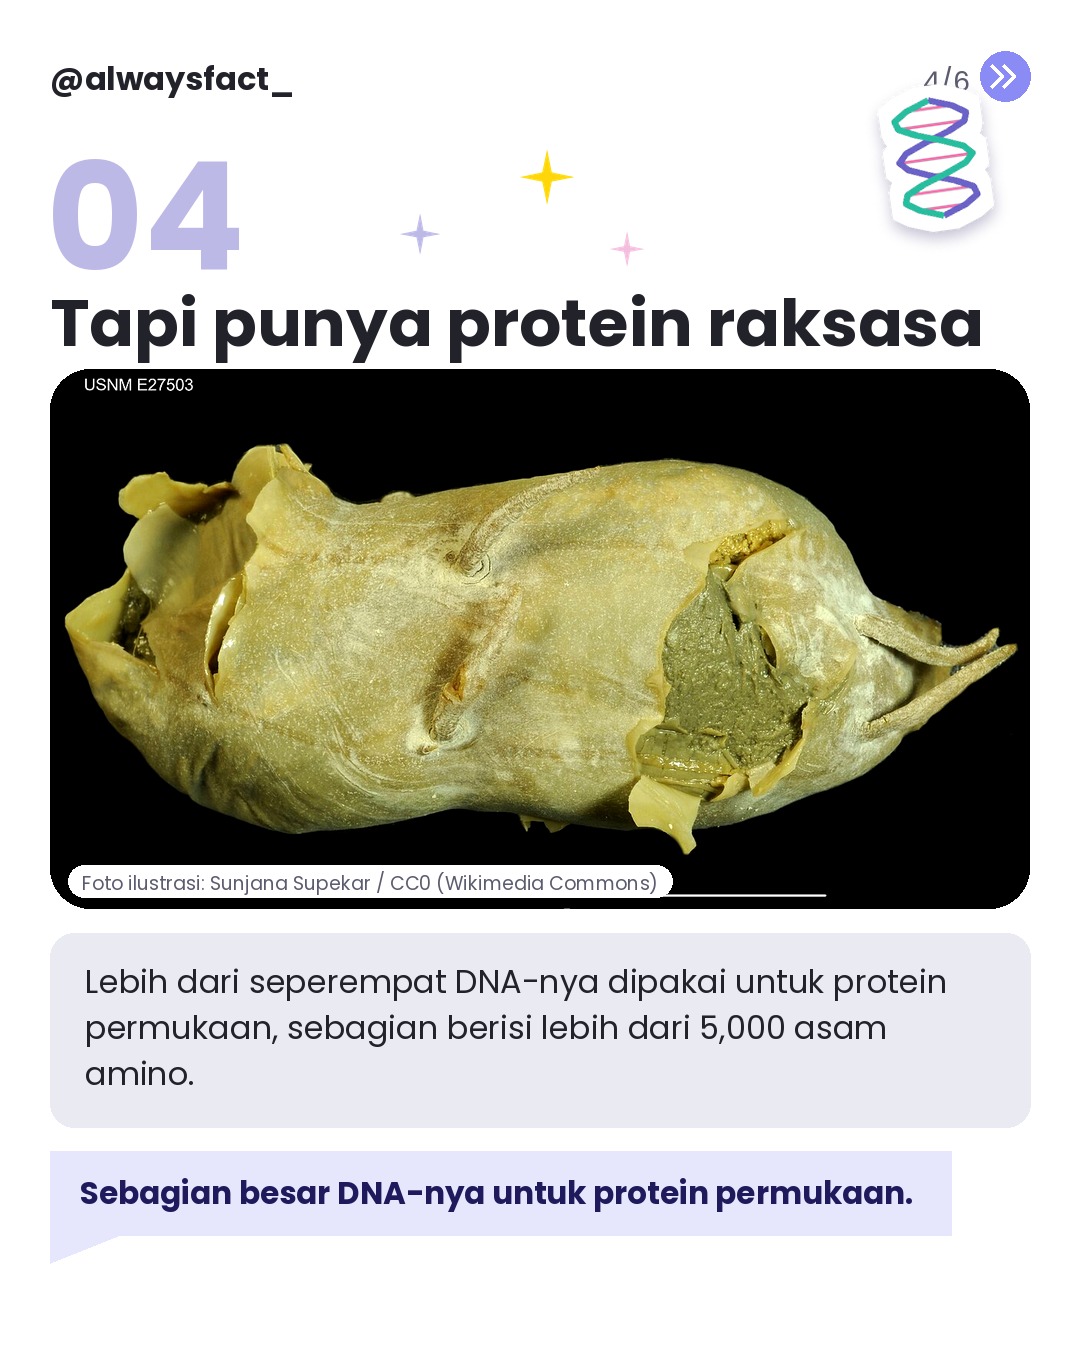 @alwaysfact_
4/6
04
Tapi punya protein raksasa
USNM E27503
Foto ilustrasi: Sunjana Supekar / CC0 (Wikimedia Commons)
Lebih dari seperempat DNA-nya dipakai untuk protein
permukaan, sebagian berisi lebih dari 5,000 asam
amino.
Sebagian besar DNA-nya untuk protein permukaan.